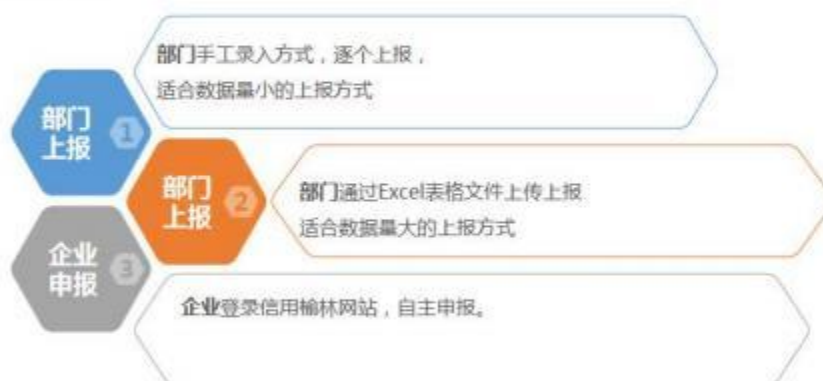 部门
上报
1
部门手工录入方式，逐个上报，
适合数据量小的上报方式
部门
上报
2
部门通过Excel表格文件上传上报
适合数据量大的上报方式
企业
申报
3
企业登录信用榆林网站，自主申报。